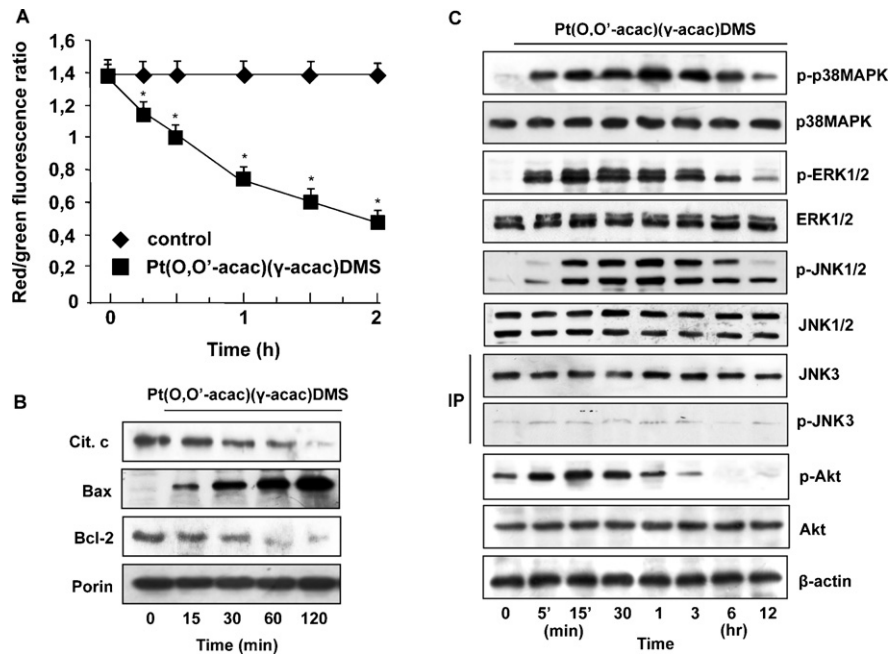 A
Red/green fluorescence ratio
1,6
1,4
1,2
1
0,8
0,6
0,4
0,2
0
*
*
*
*
*
control
Pt(O,O’-acac)(γ-acac)DMS
0
1
2
Time (h)
B
Pt(O,O’-acac)(γ-acac)DMS
Cit. c
Bax
Bcl-2
Porin
0 15 30 60 120
Time (min)
C
Pt(O,O’-acac)(γ-acac)DMS
p-p38MAPK
p38MAPK
p-ERK1/2
ERK1/2
p-JNK1/2
JNK1/2
IP
JNK3
p-JNK3
p-Akt
Akt
β-actin
0 5’ 15’ 30 1 3 6 12
(min) (hr)
Time